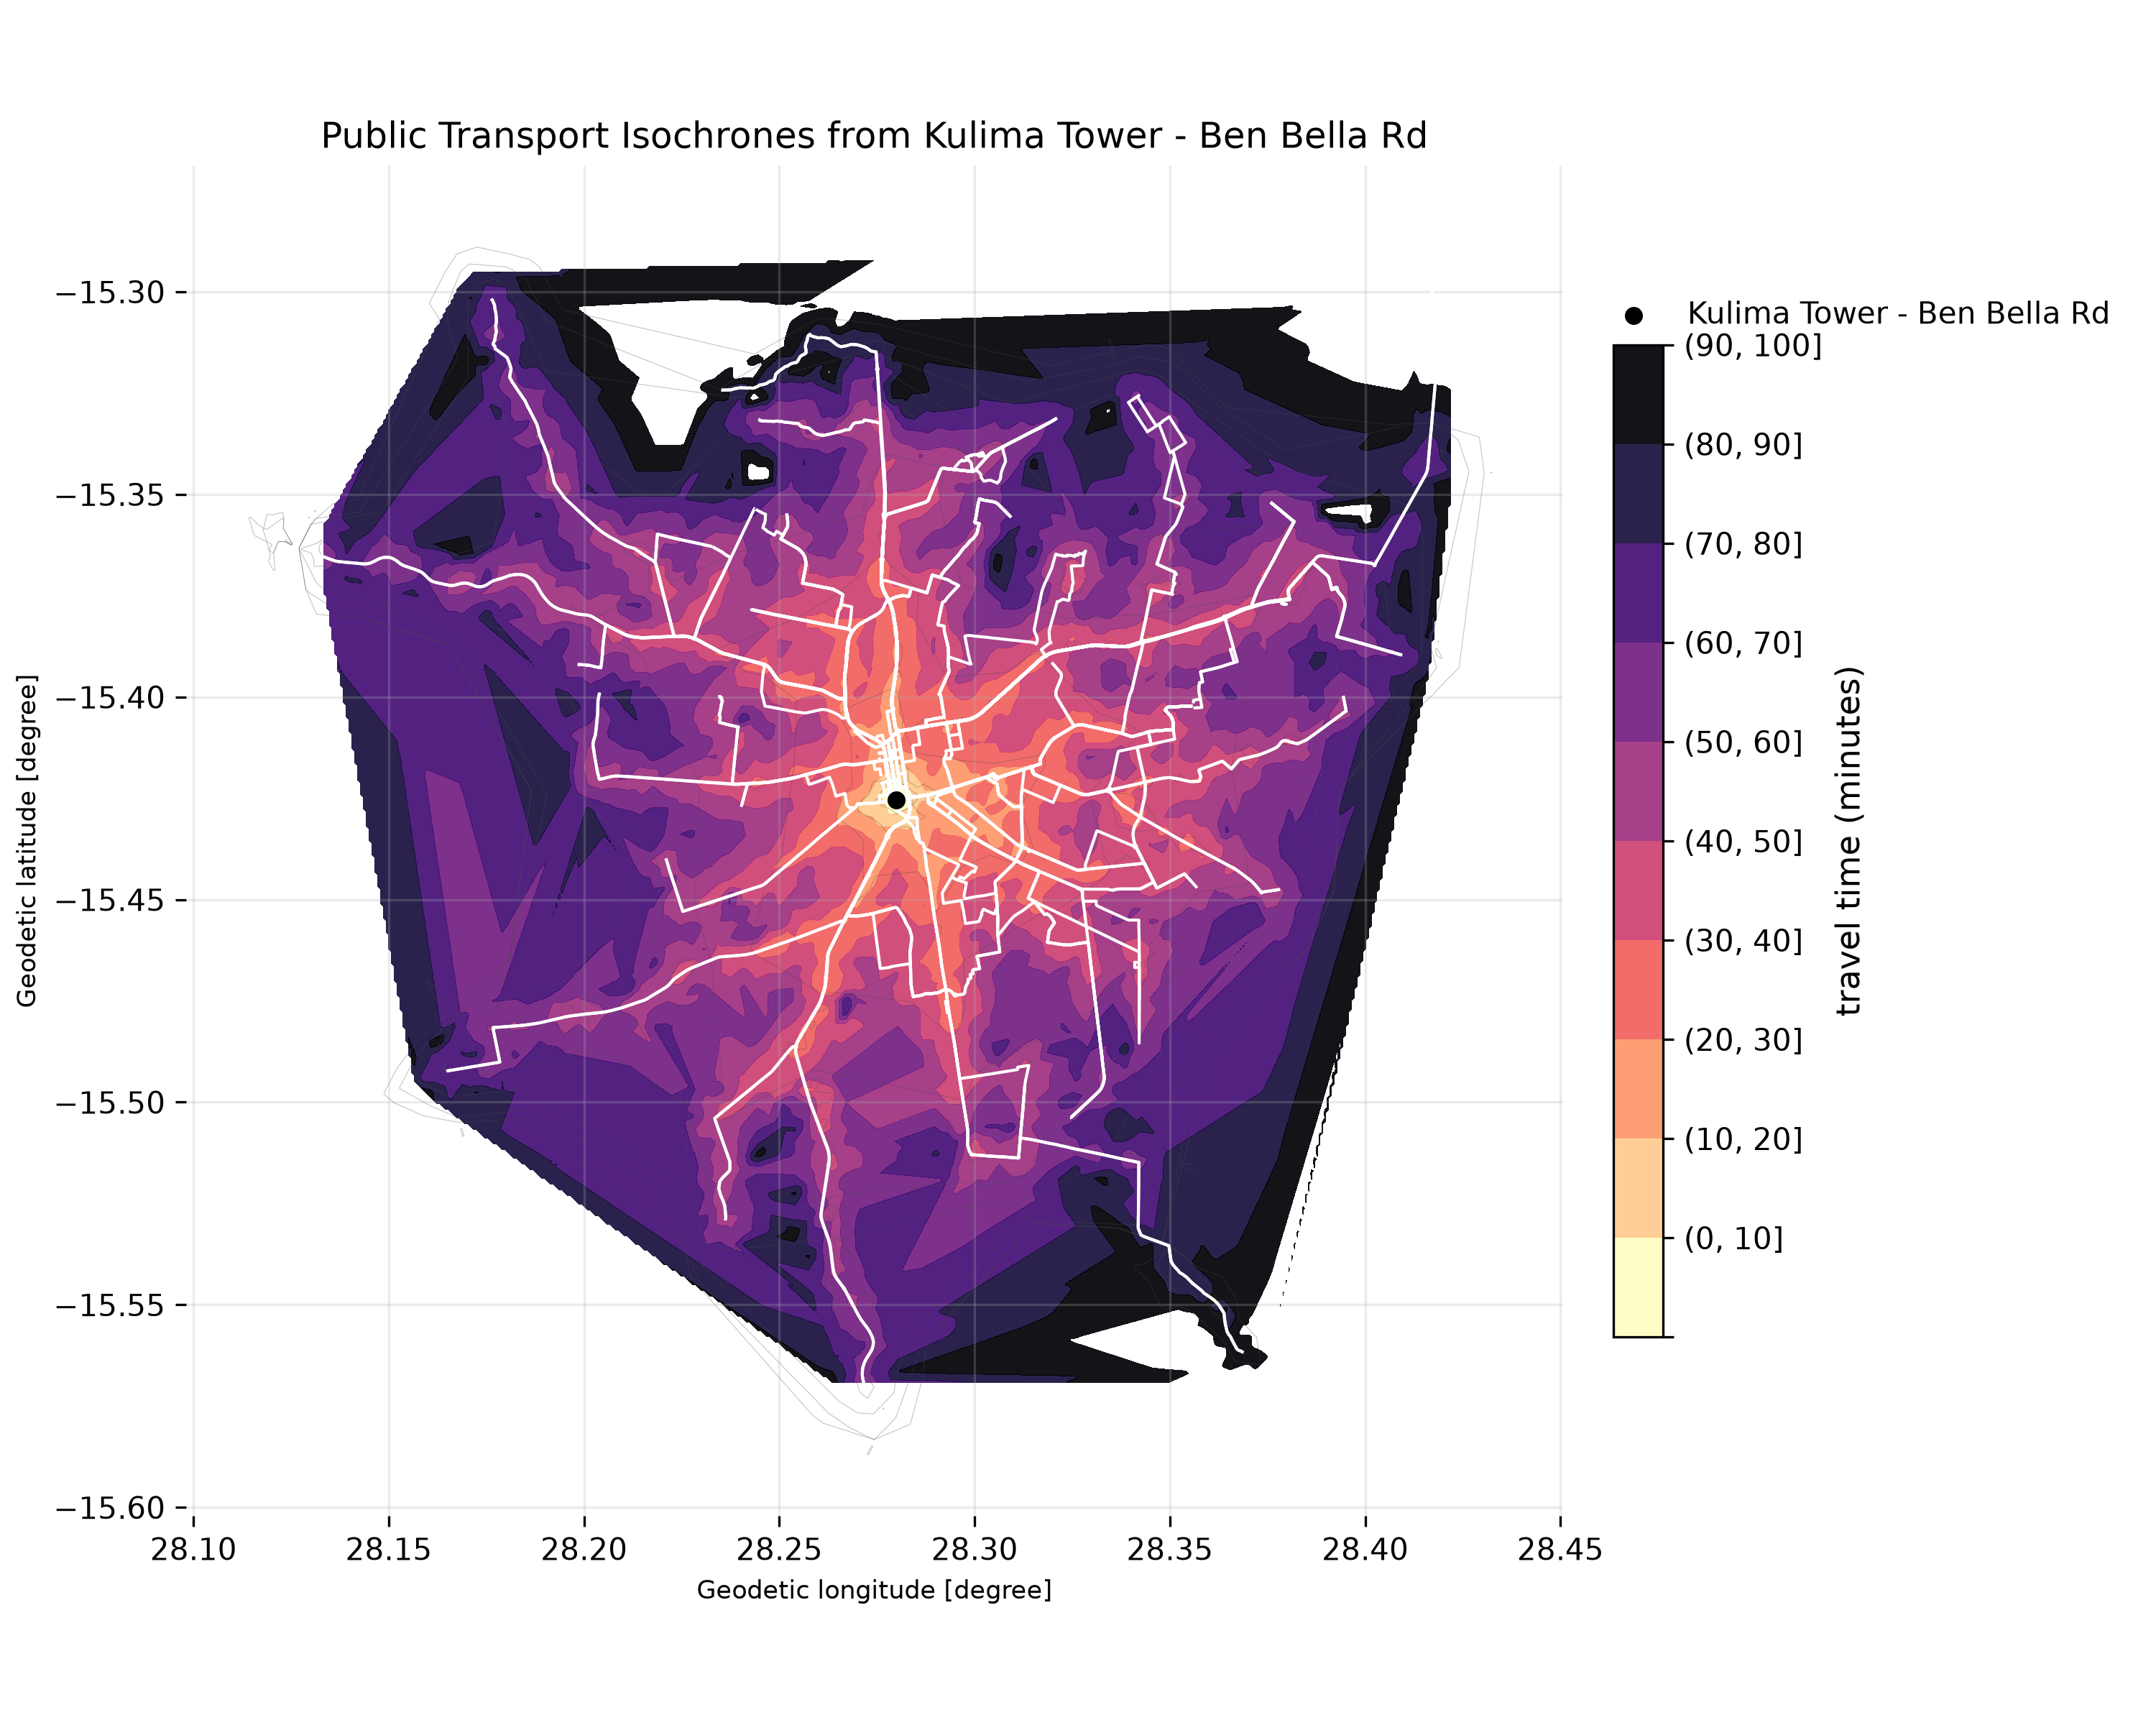 Public Transport Isochrones from Kulima Tower - Ben Bella Rd
Kulima Tower - Ben Bella Rd
(90, 100]
(80, 90]
(70, 80]
(60, 70]
(50, 60]
(40, 50]
(30, 40]
(20, 30]
(10, 20]
(0, 10]
travel time (minutes)
Geodetic latitude [degree]
−15.30
−15.35
−15.40
−15.45
−15.50
−15.55
−15.60
28.10 28.15 28.20 28.25 28.30 28.35 28.40 28.45
Geodetic longitude [degree]